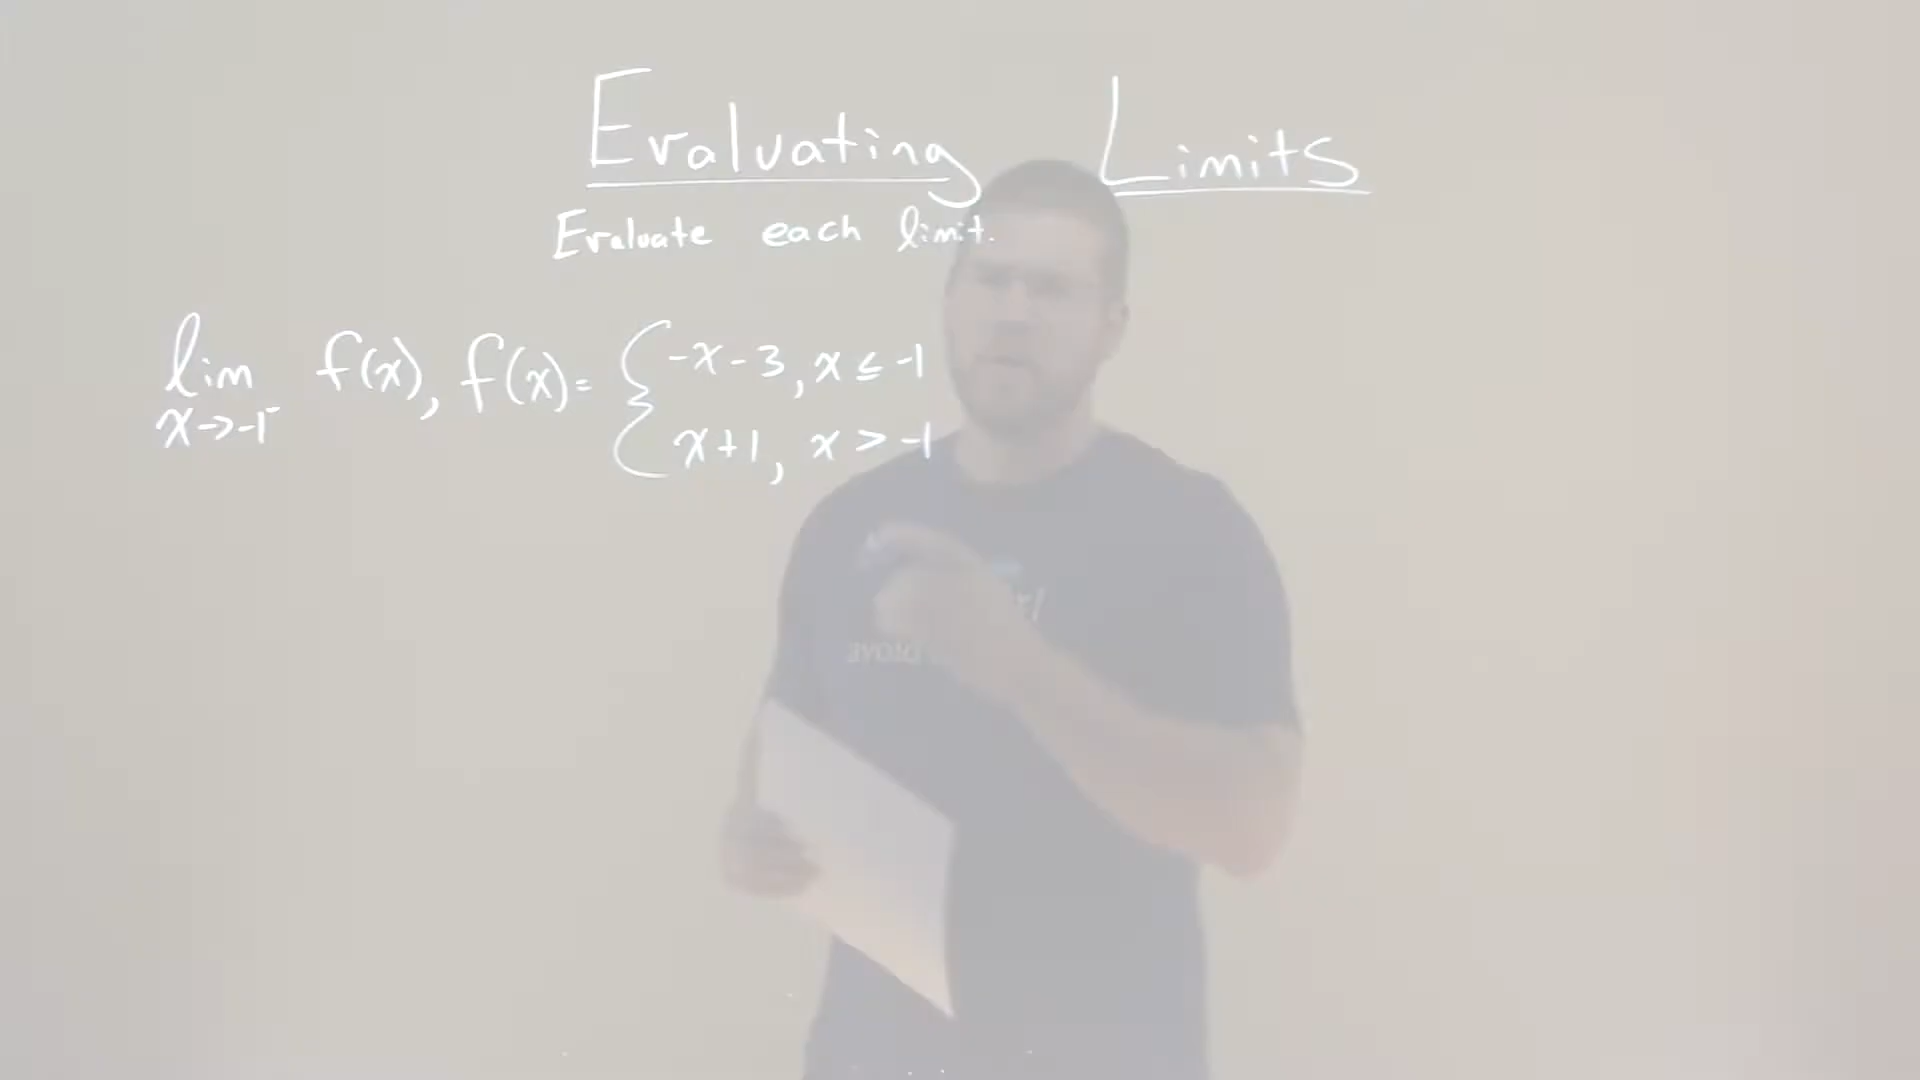 Evaluating Limits
Evaluate each limit.
lim x→-1⁻ f(x), f(x) = { -x-3, x ≤ -1
x+1, x > -1